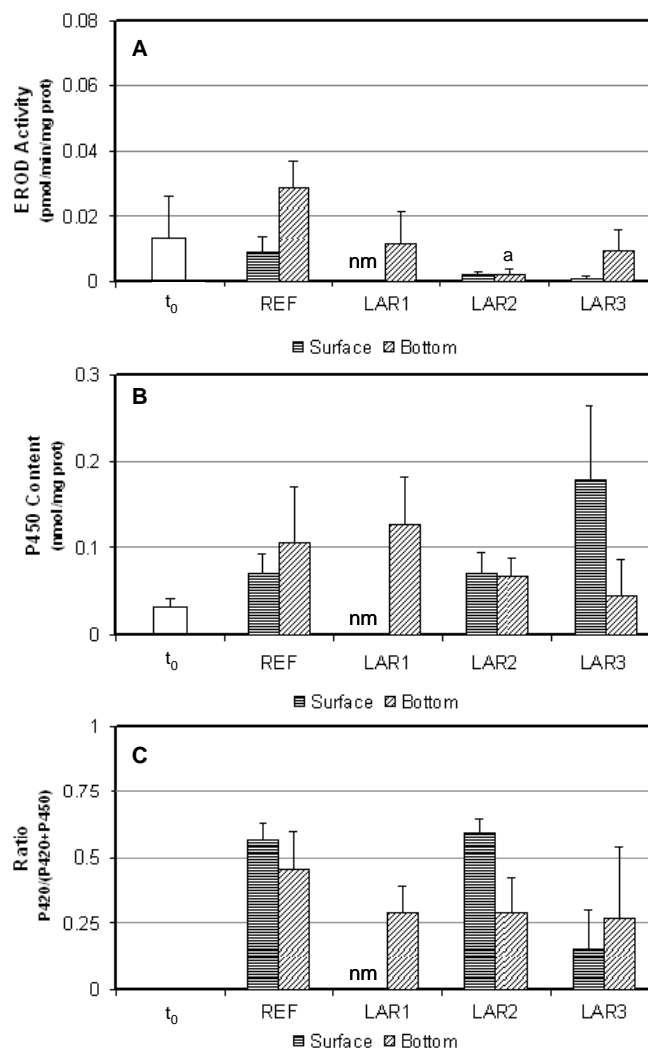 A
EROD Activity
(pmol/min/mg prot)
0.08
0.06
0.04
0.02
0
nm
a
t0 REF LAR1 LAR2 LAR3
Surface Bottom
B
P450 Content
(nmol/mg prot)
0.3
0.2
0.1
0
nm
t0 REF LAR1 LAR2 LAR3
Surface Bottom
C
Ratio
P420/(P420+P450)
1
0.75
0.5
0.25
0
nm
t0 REF LAR1 LAR2 LAR3
Surface Bottom